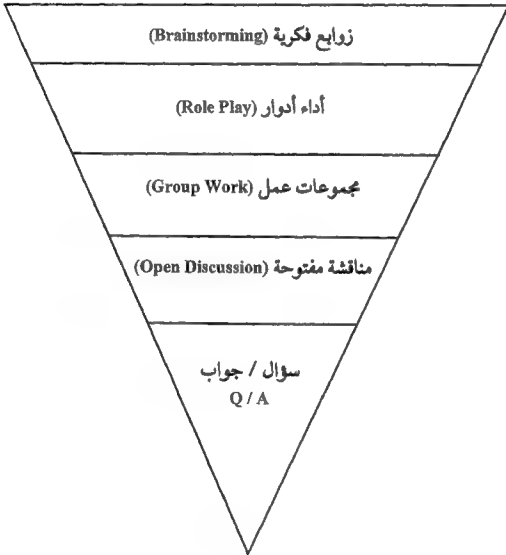 زوابع فكرية (Brainstorming)
أداء أدوار (Role Play)
مجموعات عمل (Group Work)
مناقشة مفتوحة (Open Discussion)
سؤال / جواب
Q / A